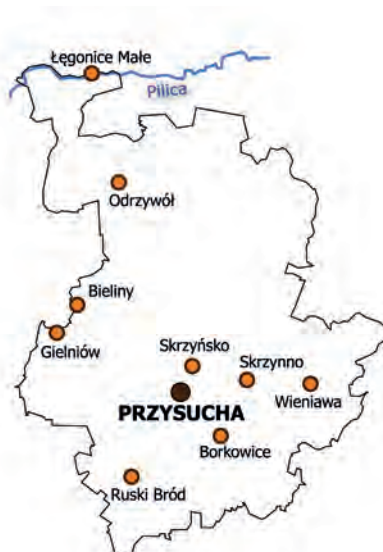 Łęgonice Małe
Pilica
Odrzywół
Bieliny
Gielniów
Skrzyńsko
Skrzynno
Wieniawa
PRZYSUCHA
Borkowice
Ruski Bród